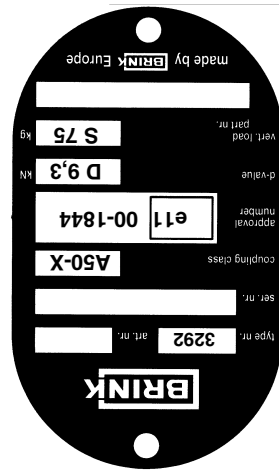 BRINK
type nr. 3292 art. nr.
ser. nr.
coupling class A50-X
approval number e11 00-1844
d-value D 9,3 kN
vert. load S 75 kg
part nr.
made by BRINK Europe